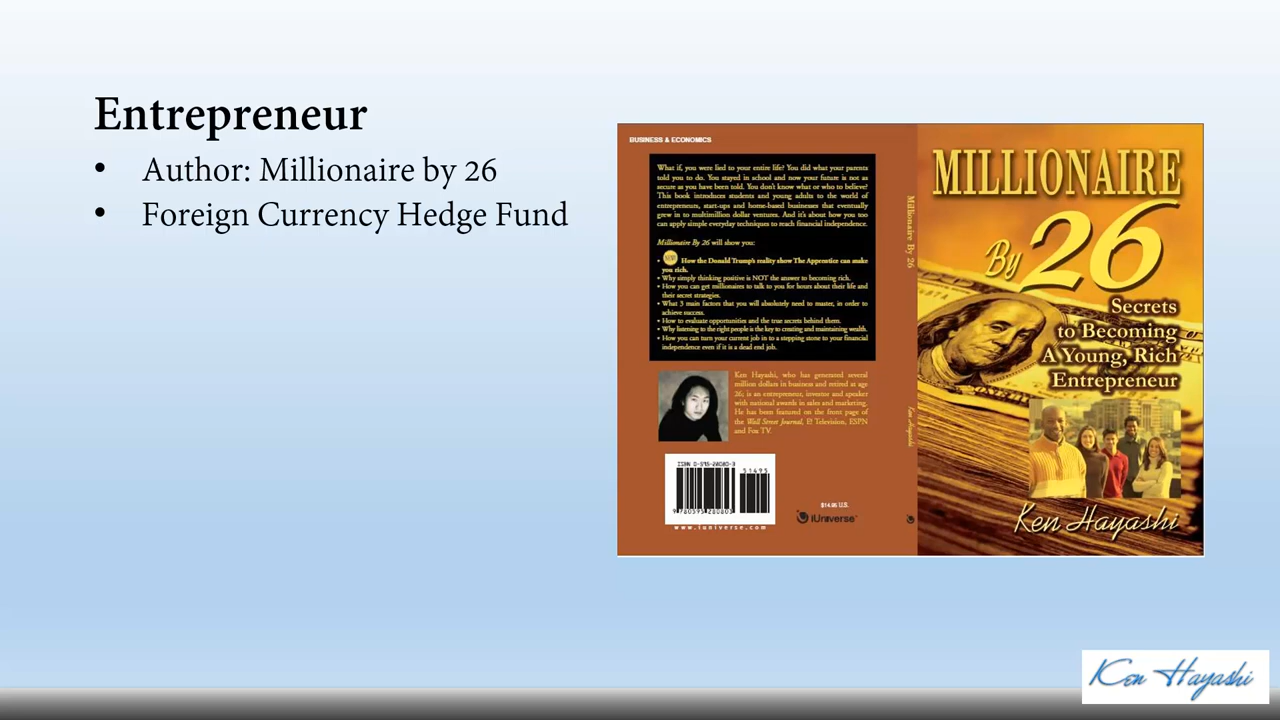 Entrepreneur
• Author: Millionaire by 26
• Foreign Currency Hedge Fund
BUSINESS & ECONOMICS
What if, you were lied to your entire life? You did what your parents
told you to do. You stayed in school and now your future is not as
secure as you have been told. You don't know what or who to believe?
This book introduces students and young adults to the world of
entrepreneurs, start-ups and home-based businesses that eventually
grew in to multimillion dollar ventures. And it's about how you too
can apply simple everyday techniques to reach financial independence.
Millionaire By 26 will show you:
• How the Donald Trump's reality show The Apprentice can make
you rich.
• Why simply thinking positive is NOT the answer to becoming rich.
• How you can get millionaires to talk to you for hours about their life and
their secret strategies.
• What 3 main factors that you will absolutely need to master, in order to
achieve success.
• How to evaluate opportunities and the true secrets behind them.
• Why listening to the right people is the key to creating and maintaining wealth.
• How you can turn your current job in to a stepping stone to your financial
independence even if it is a dead end job.
Ken Hayashi, who has generated several
million dollars in business and retired at age
26; is an entrepreneur, investor and speaker
with national awards in sales and marketing.
He has been featured on the front page of
the Wall Street Journal, E! Television, ESPN
and Fox TV.
ISBN 0-595-28080-3
51495
9 780595 280803
www.iuniverse.com
$14.95 U.S.
iUniverse
Millionaire By 26
Ken Hayashi
MILLIONAIRE
By 26
Secrets
to Becoming
A Young, Rich
Entrepreneur
Ken Hayashi
Ken Hayashi